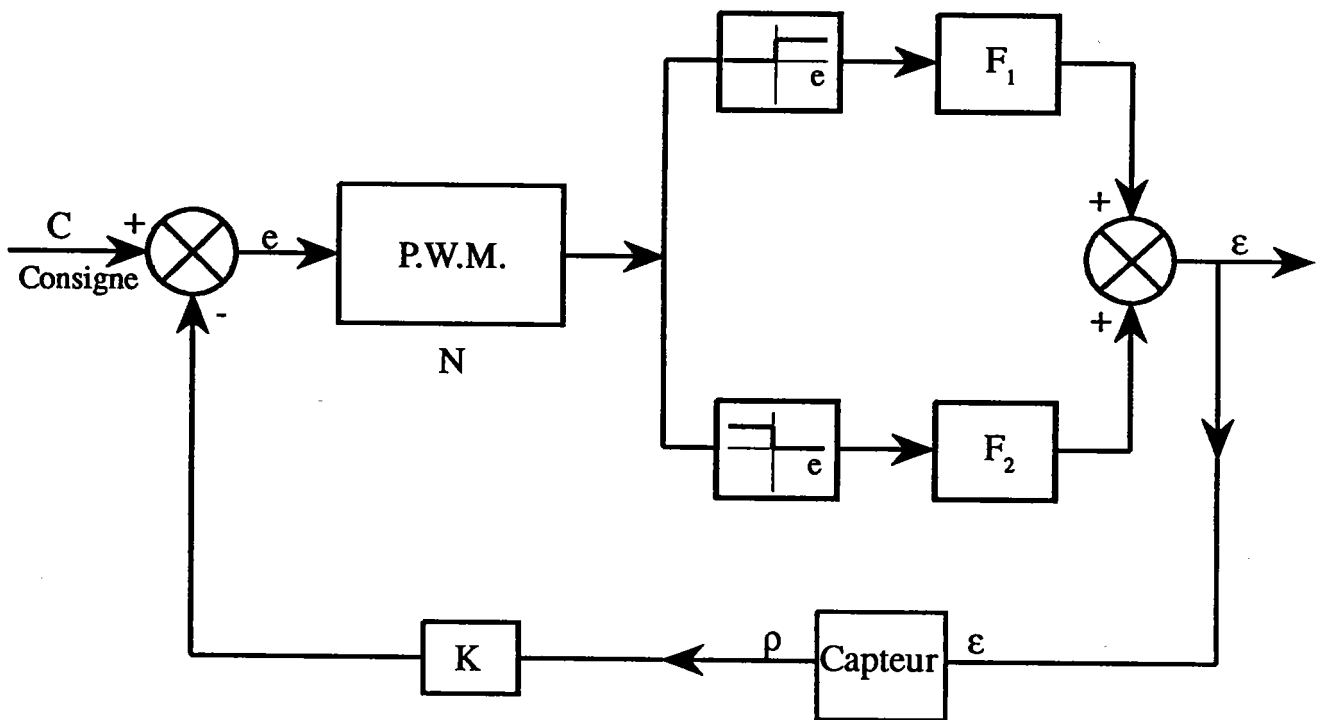 e
F₁
C
+
e
P.W.M.
+
ε
Consigne
-
+
N
e
F₂
K
ρ
Capteur
ε